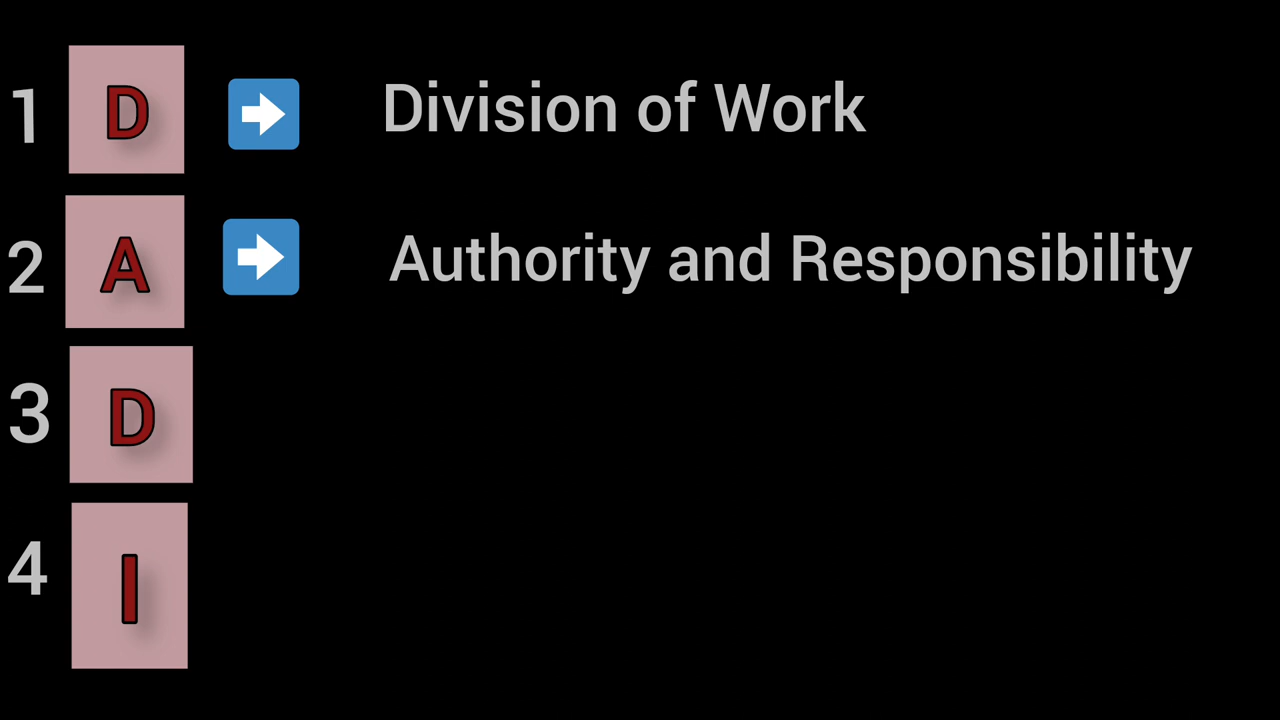 1 D ➡ Division of Work
2 A ➡ Authority and Responsibility
3 D
4 I